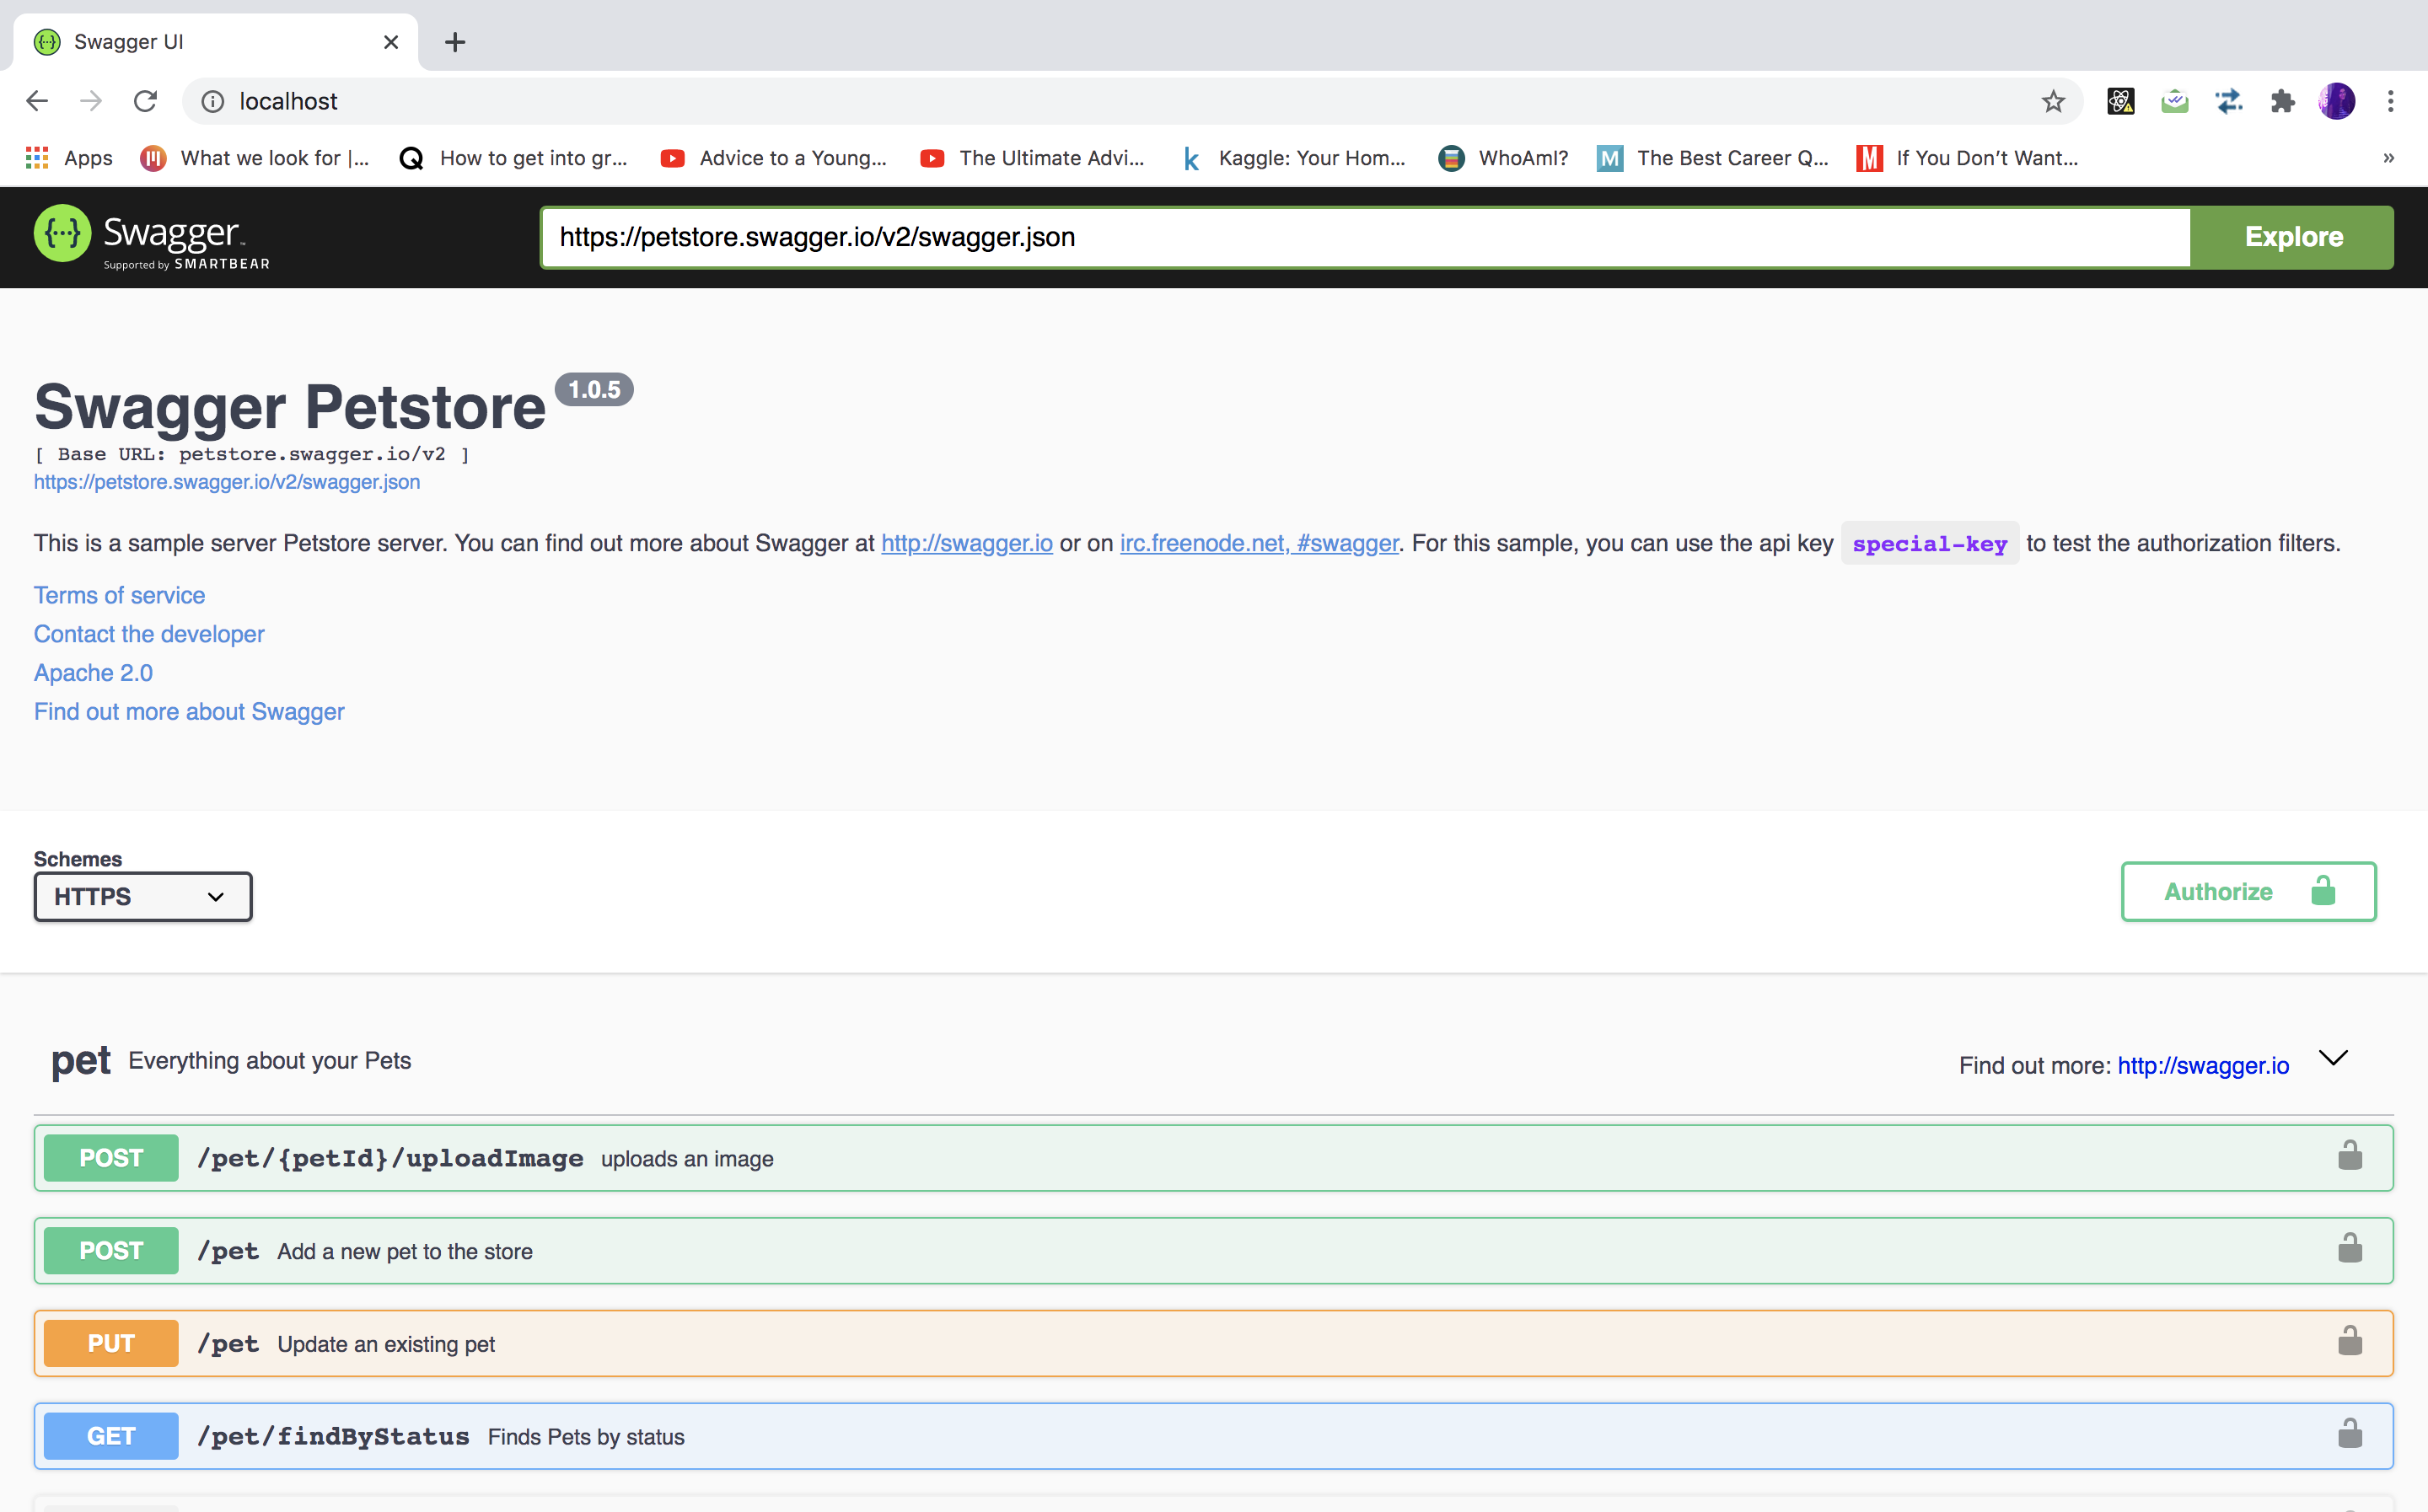 Swagger UI
localhost
Apps What we look for |... How to get into gr... Advice to a Young... The Ultimate Advi... Kaggle: Your Hom... WhoAmI? The Best Career Q... If You Don’t Want... »
Swagger
Supported by SMARTBEAR
https://petstore.swagger.io/v2/swagger.json Explore
Swagger Petstore 1.0.5
[ Base URL: petstore.swagger.io/v2 ]
https://petstore.swagger.io/v2/swagger.json
This is a sample server Petstore server. You can find out more about Swagger at http://swagger.io or on irc.freenode.net, #swagger. For this sample, you can use the api key special-key to test the authorization filters.
Terms of service
Contact the developer
Apache 2.0
Find out more about Swagger
Schemes
HTTPS Authorize
pet Everything about your Pets Find out more: http://swagger.io
POST /pet/{petId}/uploadImage uploads an image
POST /pet Add a new pet to the store
PUT /pet Update an existing pet
GET /pet/findByStatus Finds Pets by status